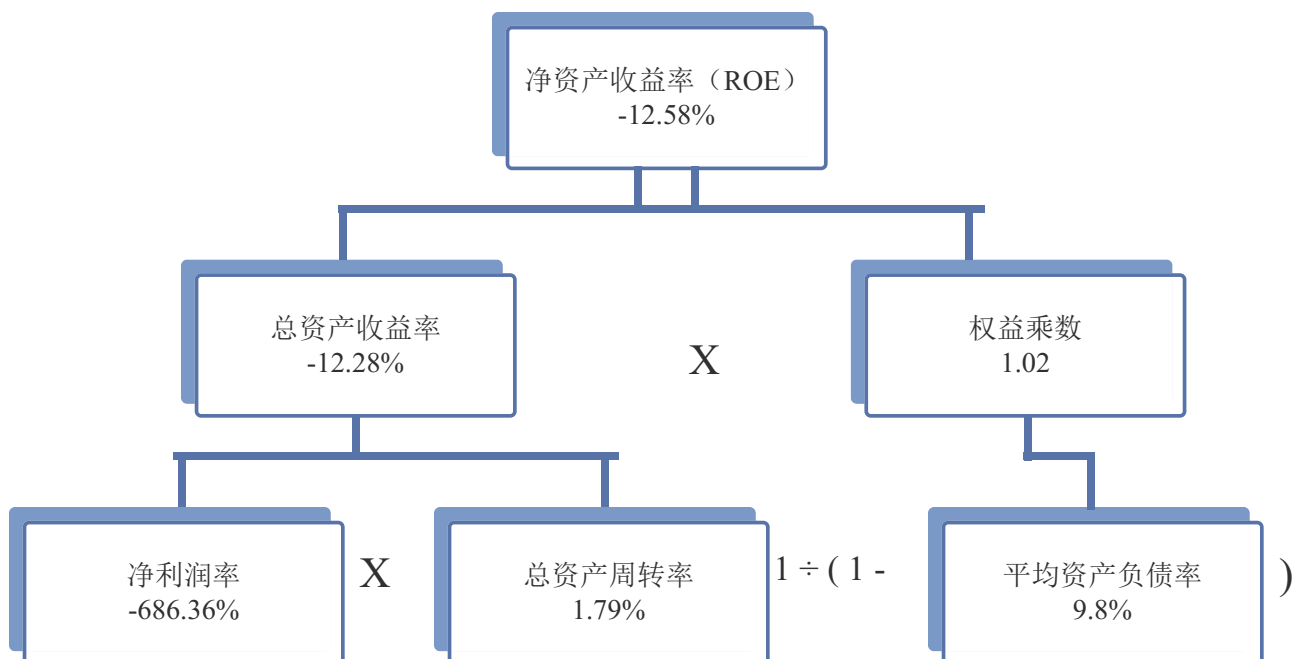 净资产收益率（ROE）
-12.58%
总资产收益率
-12.28%
X
权益乘数
1.02
净利润率
-686.36%
X
总资产周转率
1.79%
1 ÷ ( 1 -
平均资产负债率
9.8%
)